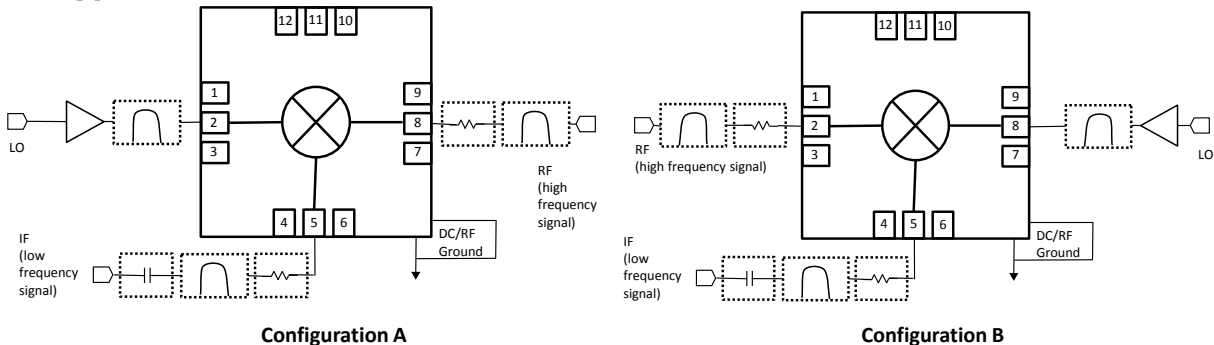 12 11 10
1
2
3
9
8
7
4 5 6
LO
RF
(high
frequency
signal)
IF
(low
frequency
signal)
DC/RF
Ground
Configuration A
12 11 10
1
2
3
9
8
7
4 5 6
RF
(high frequency signal)
LO
IF
(low
frequency
signal)
DC/RF
Ground
Configuration B